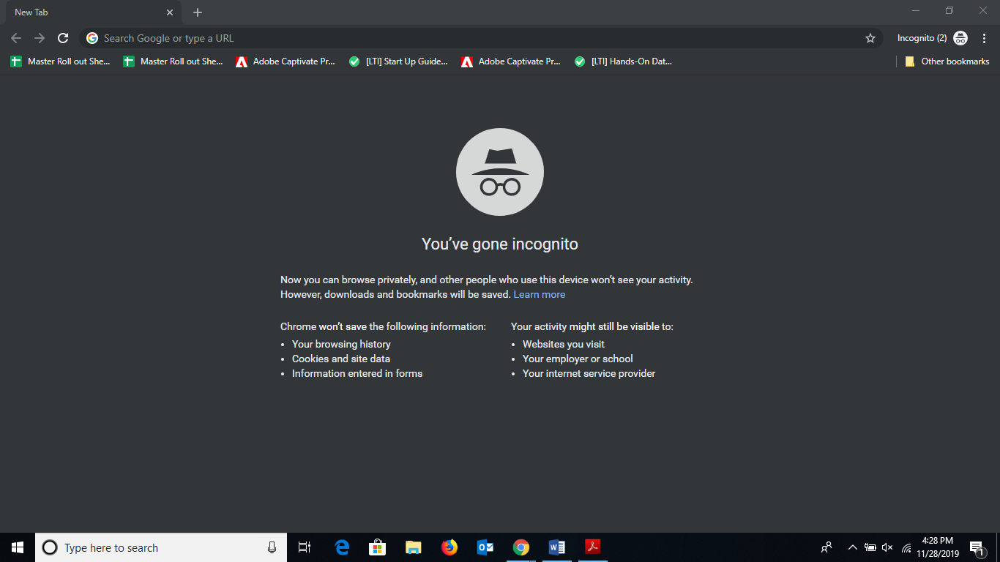 New Tab
Search Google or type a URL
Incognito (2)
Master Roll out She...
Master Roll out She...
Adobe Captivate Pr...
[LTI] Start Up Guide...
Adobe Captivate Pr...
[LTI] Hands-On Dat...
Other bookmarks
You've gone incognito
Now you can browse privately, and other people who use this device won't see your activity.
However, downloads and bookmarks will be saved. Learn more
Chrome won't save the following information:
• Your browsing history
• Cookies and site data
• Information entered in forms
Your activity might still be visible to:
• Websites you visit
• Your employer or school
• Your internet service provider
Type here to search
4:28 PM
11/28/2019
1